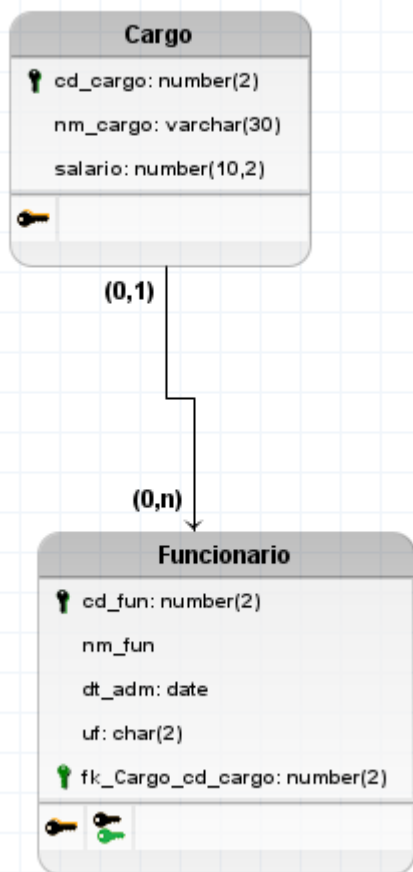 Cargo
cd_cargo: number(2)
nm_cargo: varchar(30)
salario: number(10,2)
(0,1)
(0,n)
Funcionario
cd_fun: number(2)
nm_fun
dt_adm: date
uf: char(2)
fk_Cargo_cd_cargo: number(2)